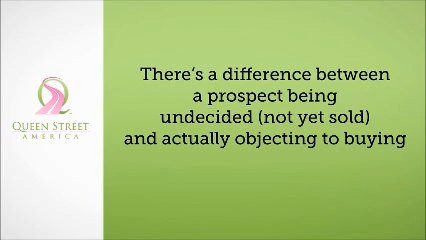 There's a difference between
a prospect being
undecided (not yet sold)
and actually objecting to buying
QUEEN STREET
AMERICA